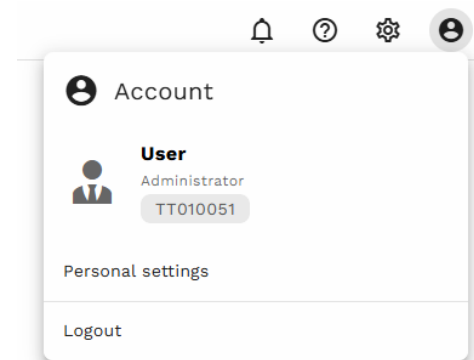 Account
User
Administrator
TT010051
Personal settings
Logout